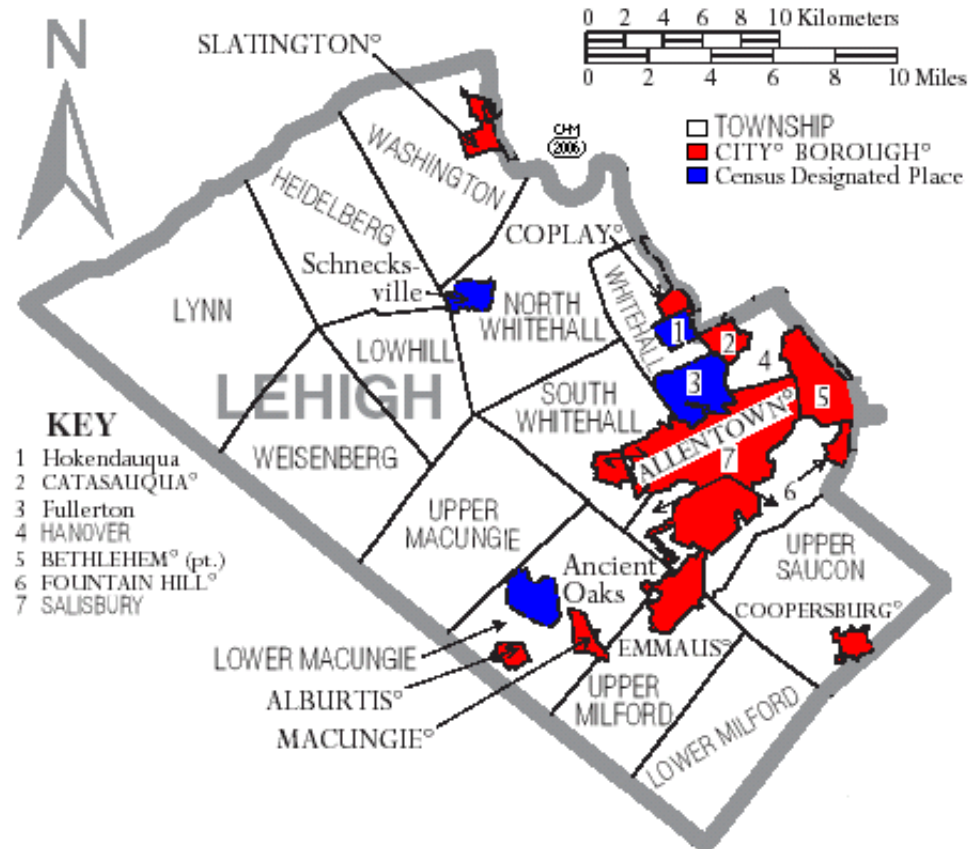 N
0 2 4 6 8 10 Kilometers
0 2 4 6 8 10 Miles
SLATINGTON°
CHM
2006
TOWNSHIP
CITY° BOROUGH°
Census Designated Place
WASHINGTON
HEIDELBERG
COPLAY°
Schnecks-
ville
LYNN
NORTH
WHITEHALL
WHITEHALL
1
2
LOWHILL
4
3
5
LEHIGH
SOUTH
WHITEHALL
ALLENTOWN°
7
6
WEISENBERG
KEY
1 Hokendauqua
2 CATASAUQUA°
3 Fullerton
4 HANOVER
5 BETHLEHEM° (pt.)
6 FOUNTAIN HILL°
7 SALISBURY
UPPER
MACUNGIE
Ancient
Oaks
UPPER
SAUCON
COOPERSBURG°
LOWER MACUNGIE
EMMAUS°
ALBURTIS°
UPPER
MILFORD
MACUNGIE°
LOWER MILFORD